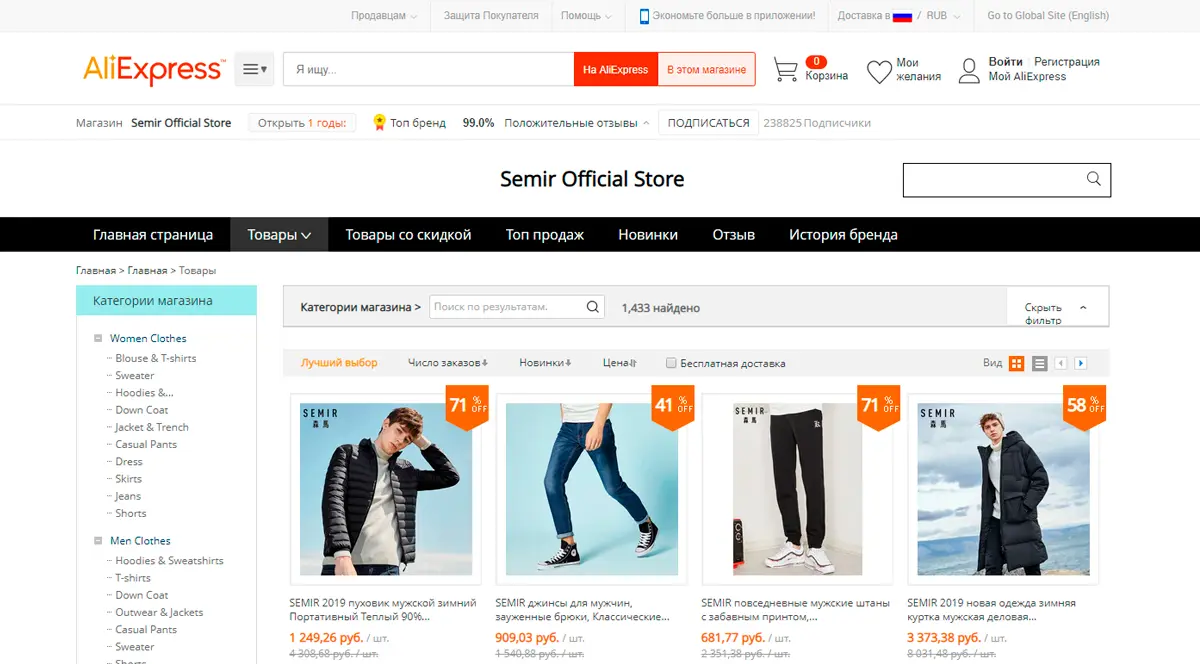 Продавцам
Защита Покупателя
Помощь
Экономьте больше в приложении!
Доставка в / RUB
Go to Global Site (English)
AliExpress™
Я ищу...
На AliExpress
В этом магазине
0
Корзина
Мои
желания
Войти | Регистрация
Мой AliExpress
Магазин Semir Official Store
Открыть 1 годы:
Топ бренд
99.0% Положительные отзывы
ПОДПИСАТЬСЯ
238825 Подписчики
Semir Official Store
Главная страница
Товары
Товары со скидкой
Топ продаж
Новинки
Отзыв
История бренда
Главная > Главная > Товары
Категории магазина
Women Clothes
Blouse & T-shirts
Sweater
Hoodies &...
Down Coat
Jacket & Trench
Casual Pants
Dress
Skirts
Jeans
Shorts
Men Clothes
Hoodies & Sweatshirts
T-shirts
Down Coat
Outwear & Jackets
Casual Pants
Sweater
Shorts
Категории магазина >
Поиск по результатам.
1,433 найдено
Скрыть
фильтр
Лучший выбор
Число заказов
Новинки
Цена
Бесплатная доставка
Вид
SEMIR
森馬
71 % OFF
SEMIR 2019 пуховик мужской зимний
Портативный Теплый 90%...
1 249,26 руб. / шт.
4 308,68 руб. / шт.
41 % OFF
SEMIR джинсы для мужчин,
зауженные брюки, Классические...
909,03 руб. / шт.
1 540,88 руб. / шт.
SEMIR
森馬
71 % OFF
SEMIR повседневные мужские штаны
с забавным принтом,...
681,77 руб. / шт.
2 351,38 руб. / шт.
SEMIR
森馬
58 % OFF
SEMIR 2019 новая одежда зимняя
куртка мужская деловая...
3 373,38 руб. / шт.
8 031,48 руб. / шт.